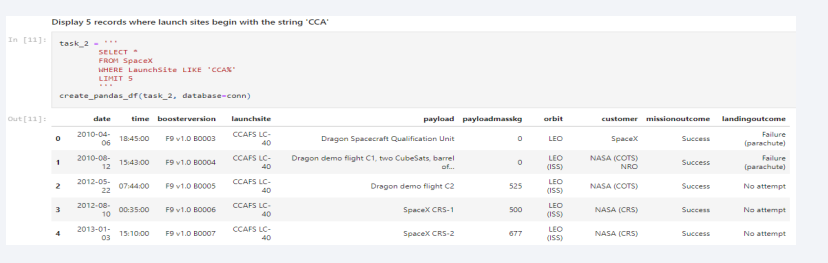 Display 5 records where launch sites begin with the string 'CCA'
In [11]: task_2 = '''
SELECT *
FROM SpaceX
WHERE LaunchSite LIKE 'CCA%'
LIMIT 5
'''
create_pandas_df(task_2, database=conn)
Out[11]: date time boosterversion launchsite payload payloadmasskg orbit customer missionoutcome landingoutcome
0 2010-04-06 18:45:00 F9 v1.0 B0003 CCAFS LC-40 Dragon Spacecraft Qualification Unit 0 LEO SpaceX Success Failure (parachute)
1 2010-08-12 15:43:00 F9 v1.0 B0004 CCAFS LC-40 Dragon demo flight C1, two CubeSats, barrel of... 0 LEO (ISS) NASA (COTS) NRO Success Failure (parachute)
2 2012-05-22 07:44:00 F9 v1.0 B0005 CCAFS LC-40 Dragon demo flight C2 525 LEO (ISS) NASA (COTS) Success No attempt
3 2012-08-10 00:35:00 F9 v1.0 B0006 CCAFS LC-40 SpaceX CRS-1 500 LEO (ISS) NASA (CRS) Success No attempt
4 2013-01-03 15:10:00 F9 v1.0 B0007 CCAFS LC-40 SpaceX CRS-2 677 LEO (ISS) NASA (CRS) Success No attempt